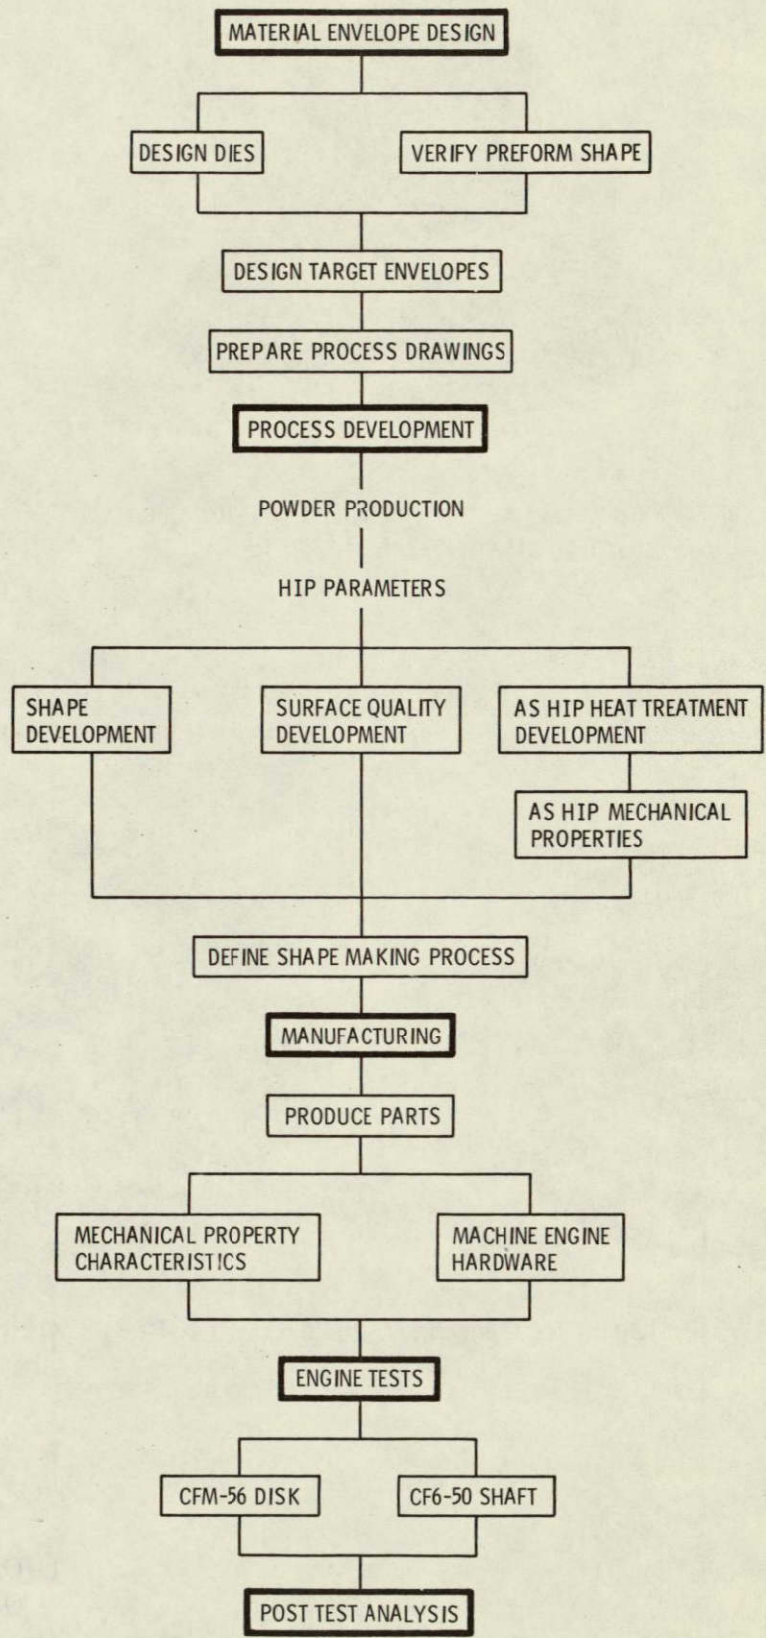 MATERIAL ENVELOPE DESIGN
DESIGN DIES
VERIFY PREFORM SHAPE
DESIGN TARGET ENVELOPES
PREPARE PROCESS DRAWINGS
PROCESS DEVELOPMENT
POWDER PRODUCTION
HIP PARAMETERS
SHAPE
DEVELOPMENT
SURFACE QUALITY
DEVELOPMENT
AS HIP HEAT TREATMENT
DEVELOPMENT
AS HIP MECHANICAL
PROPERTIES
DEFINE SHAPE MAKING PROCESS
MANUFACTURING
PRODUCE PARTS
MECHANICAL PROPERTY
CHARACTERISTICS
MACHINE ENGINE
HARDWARE
ENGINE TESTS
CFM-56 DISK
CF6-50 SHAFT
POST TEST ANALYSIS